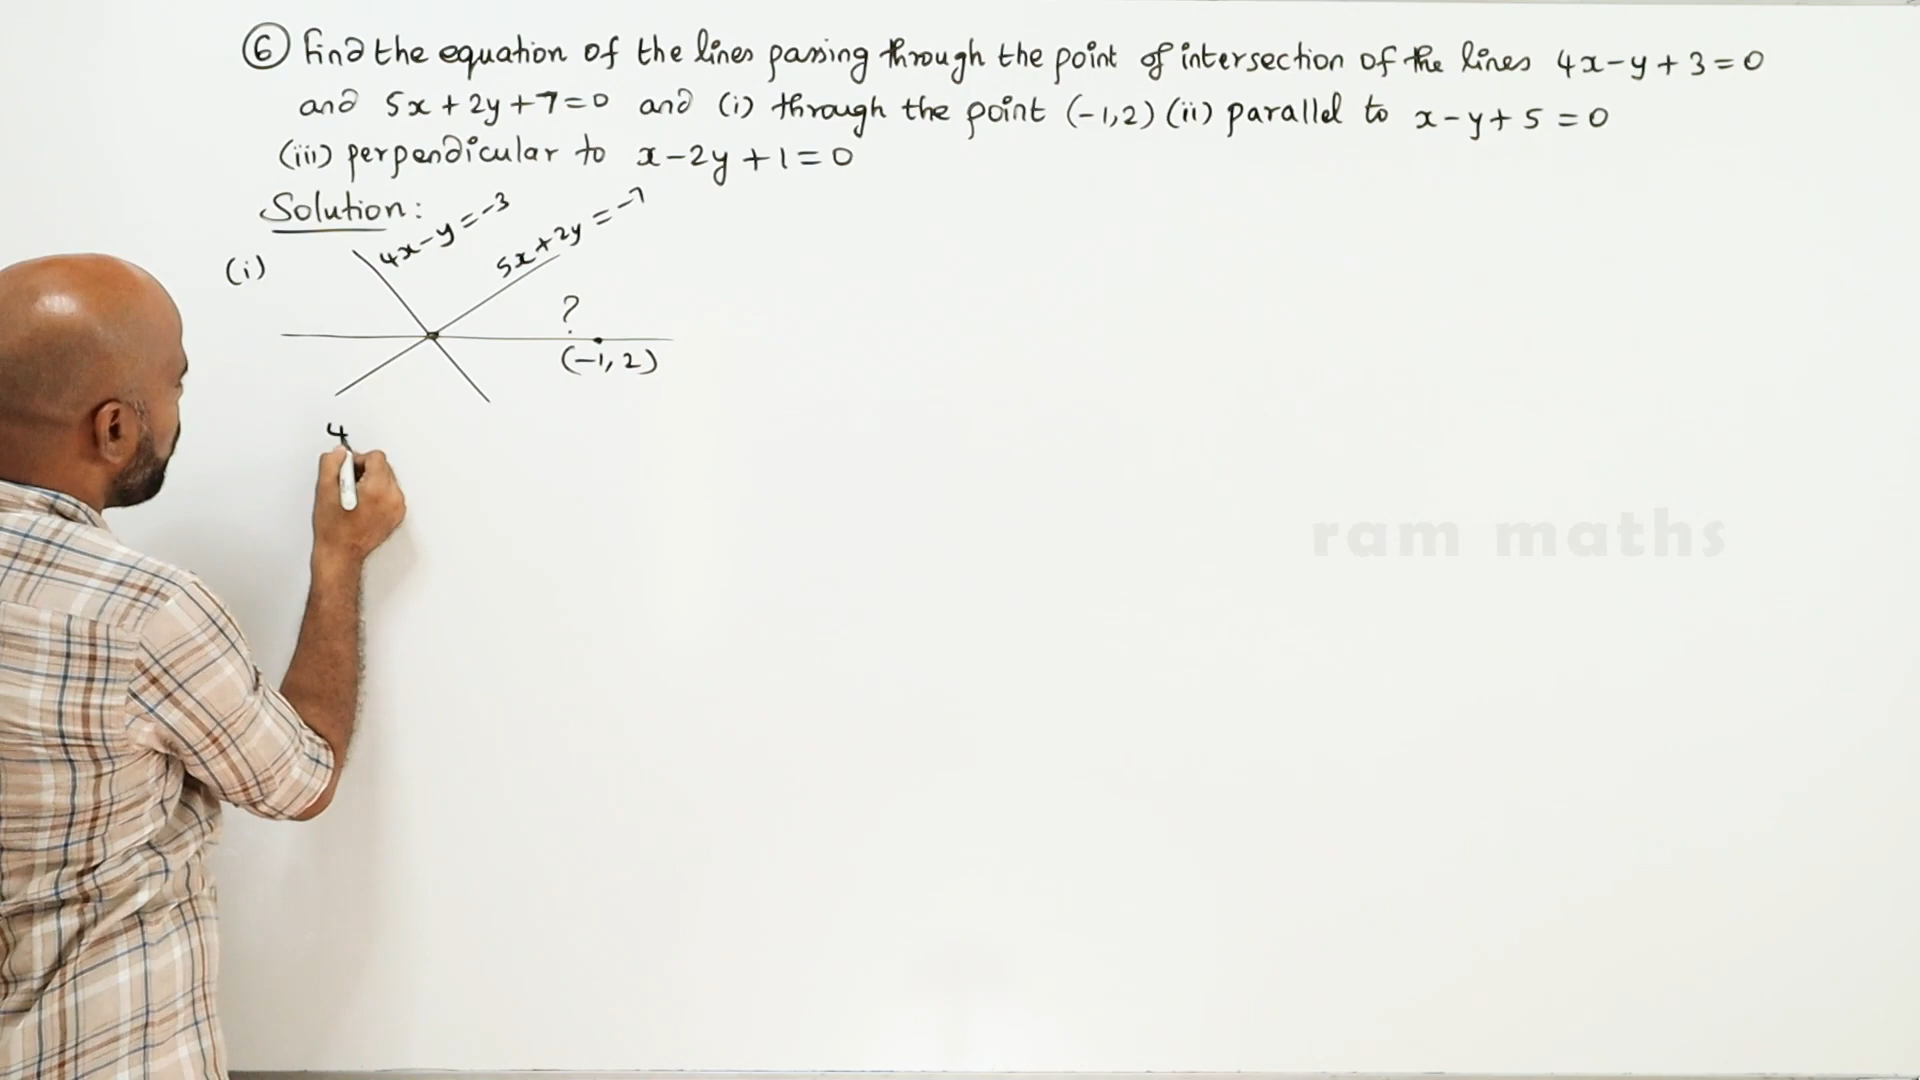 ⑥ Find the equation of the lines passing through the point of intersection of the lines 4x-y+3=0
and 5x+2y+7=0 and (i) through the point (-1,2) (ii) parallel to x-y+5=0
(iii) perpendicular to x-2y+1=0
Solution:
(i)
4x-y=-3
5x+2y=-7
?
(-1, 2)
4
ram maths